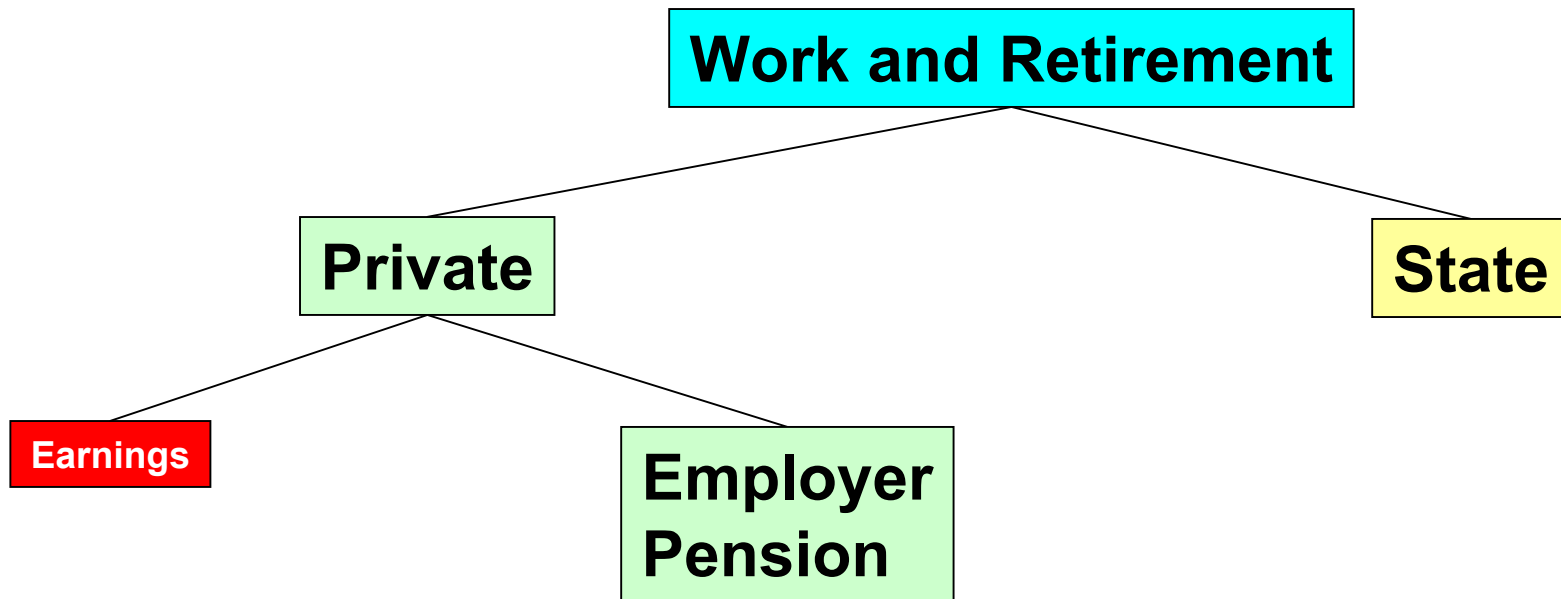 Work and Retirement
Private
State
Earnings
Employer
Pension